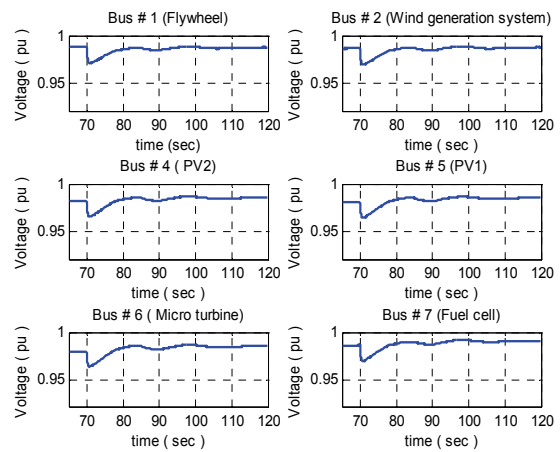 Bus # 1 (Flywheel)
Voltage ( pu )
1
0.95
70 80 90 100 110 120
time (sec)
Bus # 2 (Wind generation system)
Voltage ( pu )
1
0.95
70 80 90 100 110 120
time ( sec )
Bus # 4 ( PV2)
Voltage ( pu )
1
0.95
70 80 90 100 110 120
time ( sec )
Bus # 5 (PV1)
Voltage ( pu )
1
0.95
70 80 90 100 110 120
time ( sec )
Bus # 6 ( Micro turbine)
Voltage ( pu )
1
0.95
70 80 90 100 110 120
time ( sec )
Bus # 7 (Fuel cell)
Voltage ( pu )
1
0.95
70 80 90 100 110 120
time ( sec )